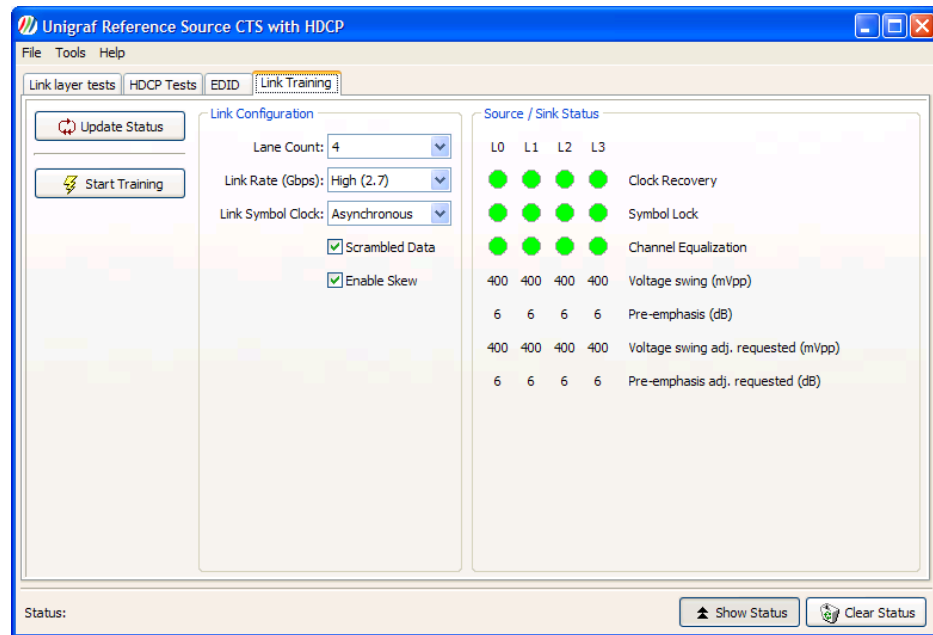 Unigraf Reference Source CTS with HDCP
File Tools Help
Link layer tests HDCP Tests EDID Link Training
Update Status
Start Training
Link Configuration
Lane Count: 4
Link Rate (Gbps): High (2.7)
Link Symbol Clock: Asynchronous
Scrambled Data
Enable Skew
Source / Sink Status
L0 L1 L2 L3
Clock Recovery
Symbol Lock
Channel Equalization
400 400 400 400 Voltage swing (mVpp)
6 6 6 6 Pre-emphasis (dB)
400 400 400 400 Voltage swing adj. requested (mVpp)
6 6 6 6 Pre-emphasis adj. requested (dB)
Status: Show Status Clear Status